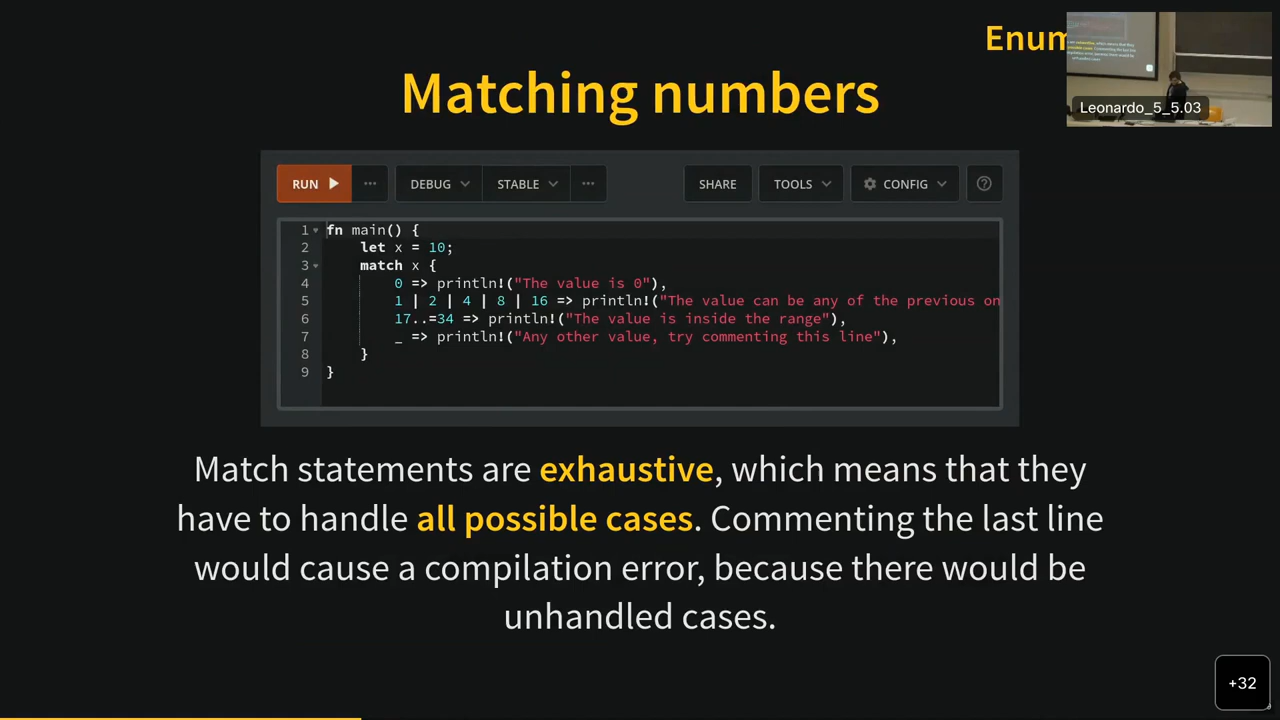 Enum
Matching numbers
Leonardo_5_5.03
RUN ▶ ··· DEBUG STABLE ··· SHARE TOOLS CONFIG ?
1 fn main() {
2 let x = 10;
3 match x {
4 0 => println!("The value is 0"),
5 1 | 2 | 4 | 8 | 16 => println!("The value can be any of the previous on
6 17..=34 => println!("The value is inside the range"),
7 _ => println!("Any other value, try commenting this line"),
8 }
9 }
Match statements are exhaustive, which means that they
have to handle all possible cases. Commenting the last line
would cause a compilation error, because there would be
unhandled cases.
+32